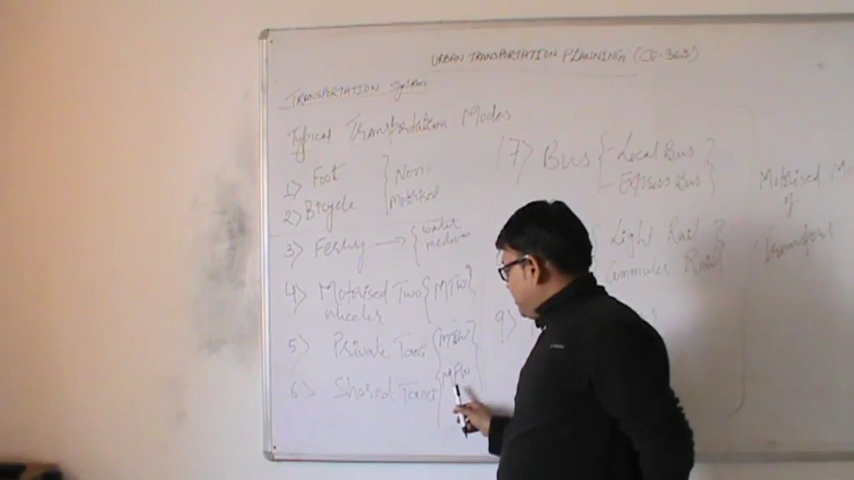 URBAN TRANSPORTATION PLANNING (CE-363)
TRANSPORTATION System
Typical Transportation Modes
1> Foot
2> Bicycle
Non-
motorised
3> Ferry
water
medium
4> Motorised Two
wheeler
MTW
5> Private Taxi
6> Shared Taxi
MFW
7> Bus
- Local Bus
- Express Bus
Light Rail
Commuter Rail
9>
Motorised Mo
of
Transport